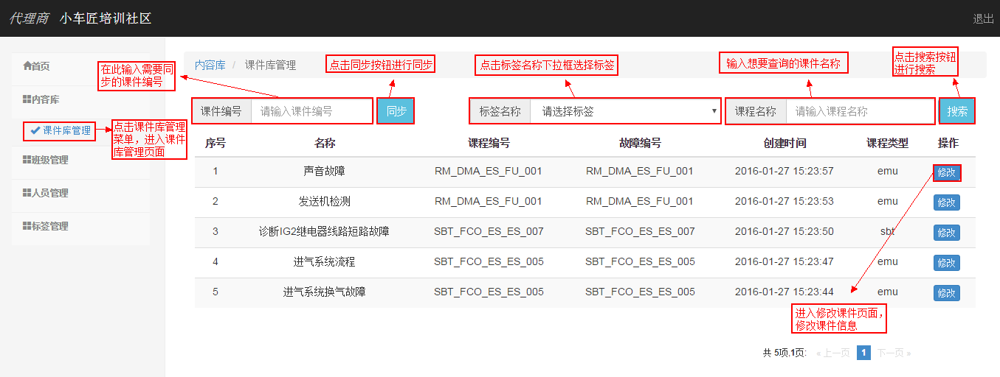 代理商 小车匠培训社区 退出
首页
内容库
课件库管理
班级管理
人员管理
标签管理
在此输入需要同
步的课件编号
点击课件库管理
菜单，进入课件
库管理页面
内容库 / 课件库管理
点击同步按钮进行同步
点击标签名称下拉框选择标签
输入想要查询的课件名称
点击搜索按钮
进行搜索
课件编号 请输入课件编号 同步 标签名称 请选择标签 课程名称 请输入课程名称 搜索
序号 名称 课程编号 故障编号 创建时间 课程类型 操作
1 声音故障 RM_DMA_ES_FU_001 RM_DMA_ES_FU_001 2016-01-27 15:23:57 emu 修改
2 发送机检测 RM_DMA_ES_FU_001 RM_DMA_ES_FU_001 2016-01-27 15:23:53 emu 修改
3 诊断IG2继电器线路短路故障 SBT_FCO_ES_ES_007 SBT_FCO_ES_ES_007 2016-01-27 15:23:50 sbt 修改
4 进气系统流程 SBT_FCO_ES_ES_005 SBT_FCO_ES_ES_005 2016-01-27 15:23:47 emu 修改
5 进气系统换气故障 SBT_FCO_ES_ES_005 SBT_FCO_ES_ES_005 2016-01-27 15:23:44 emu 修改
进入修改课件页面，
修改课件信息
共 5项,1页: « 上一页 1 下一页 »